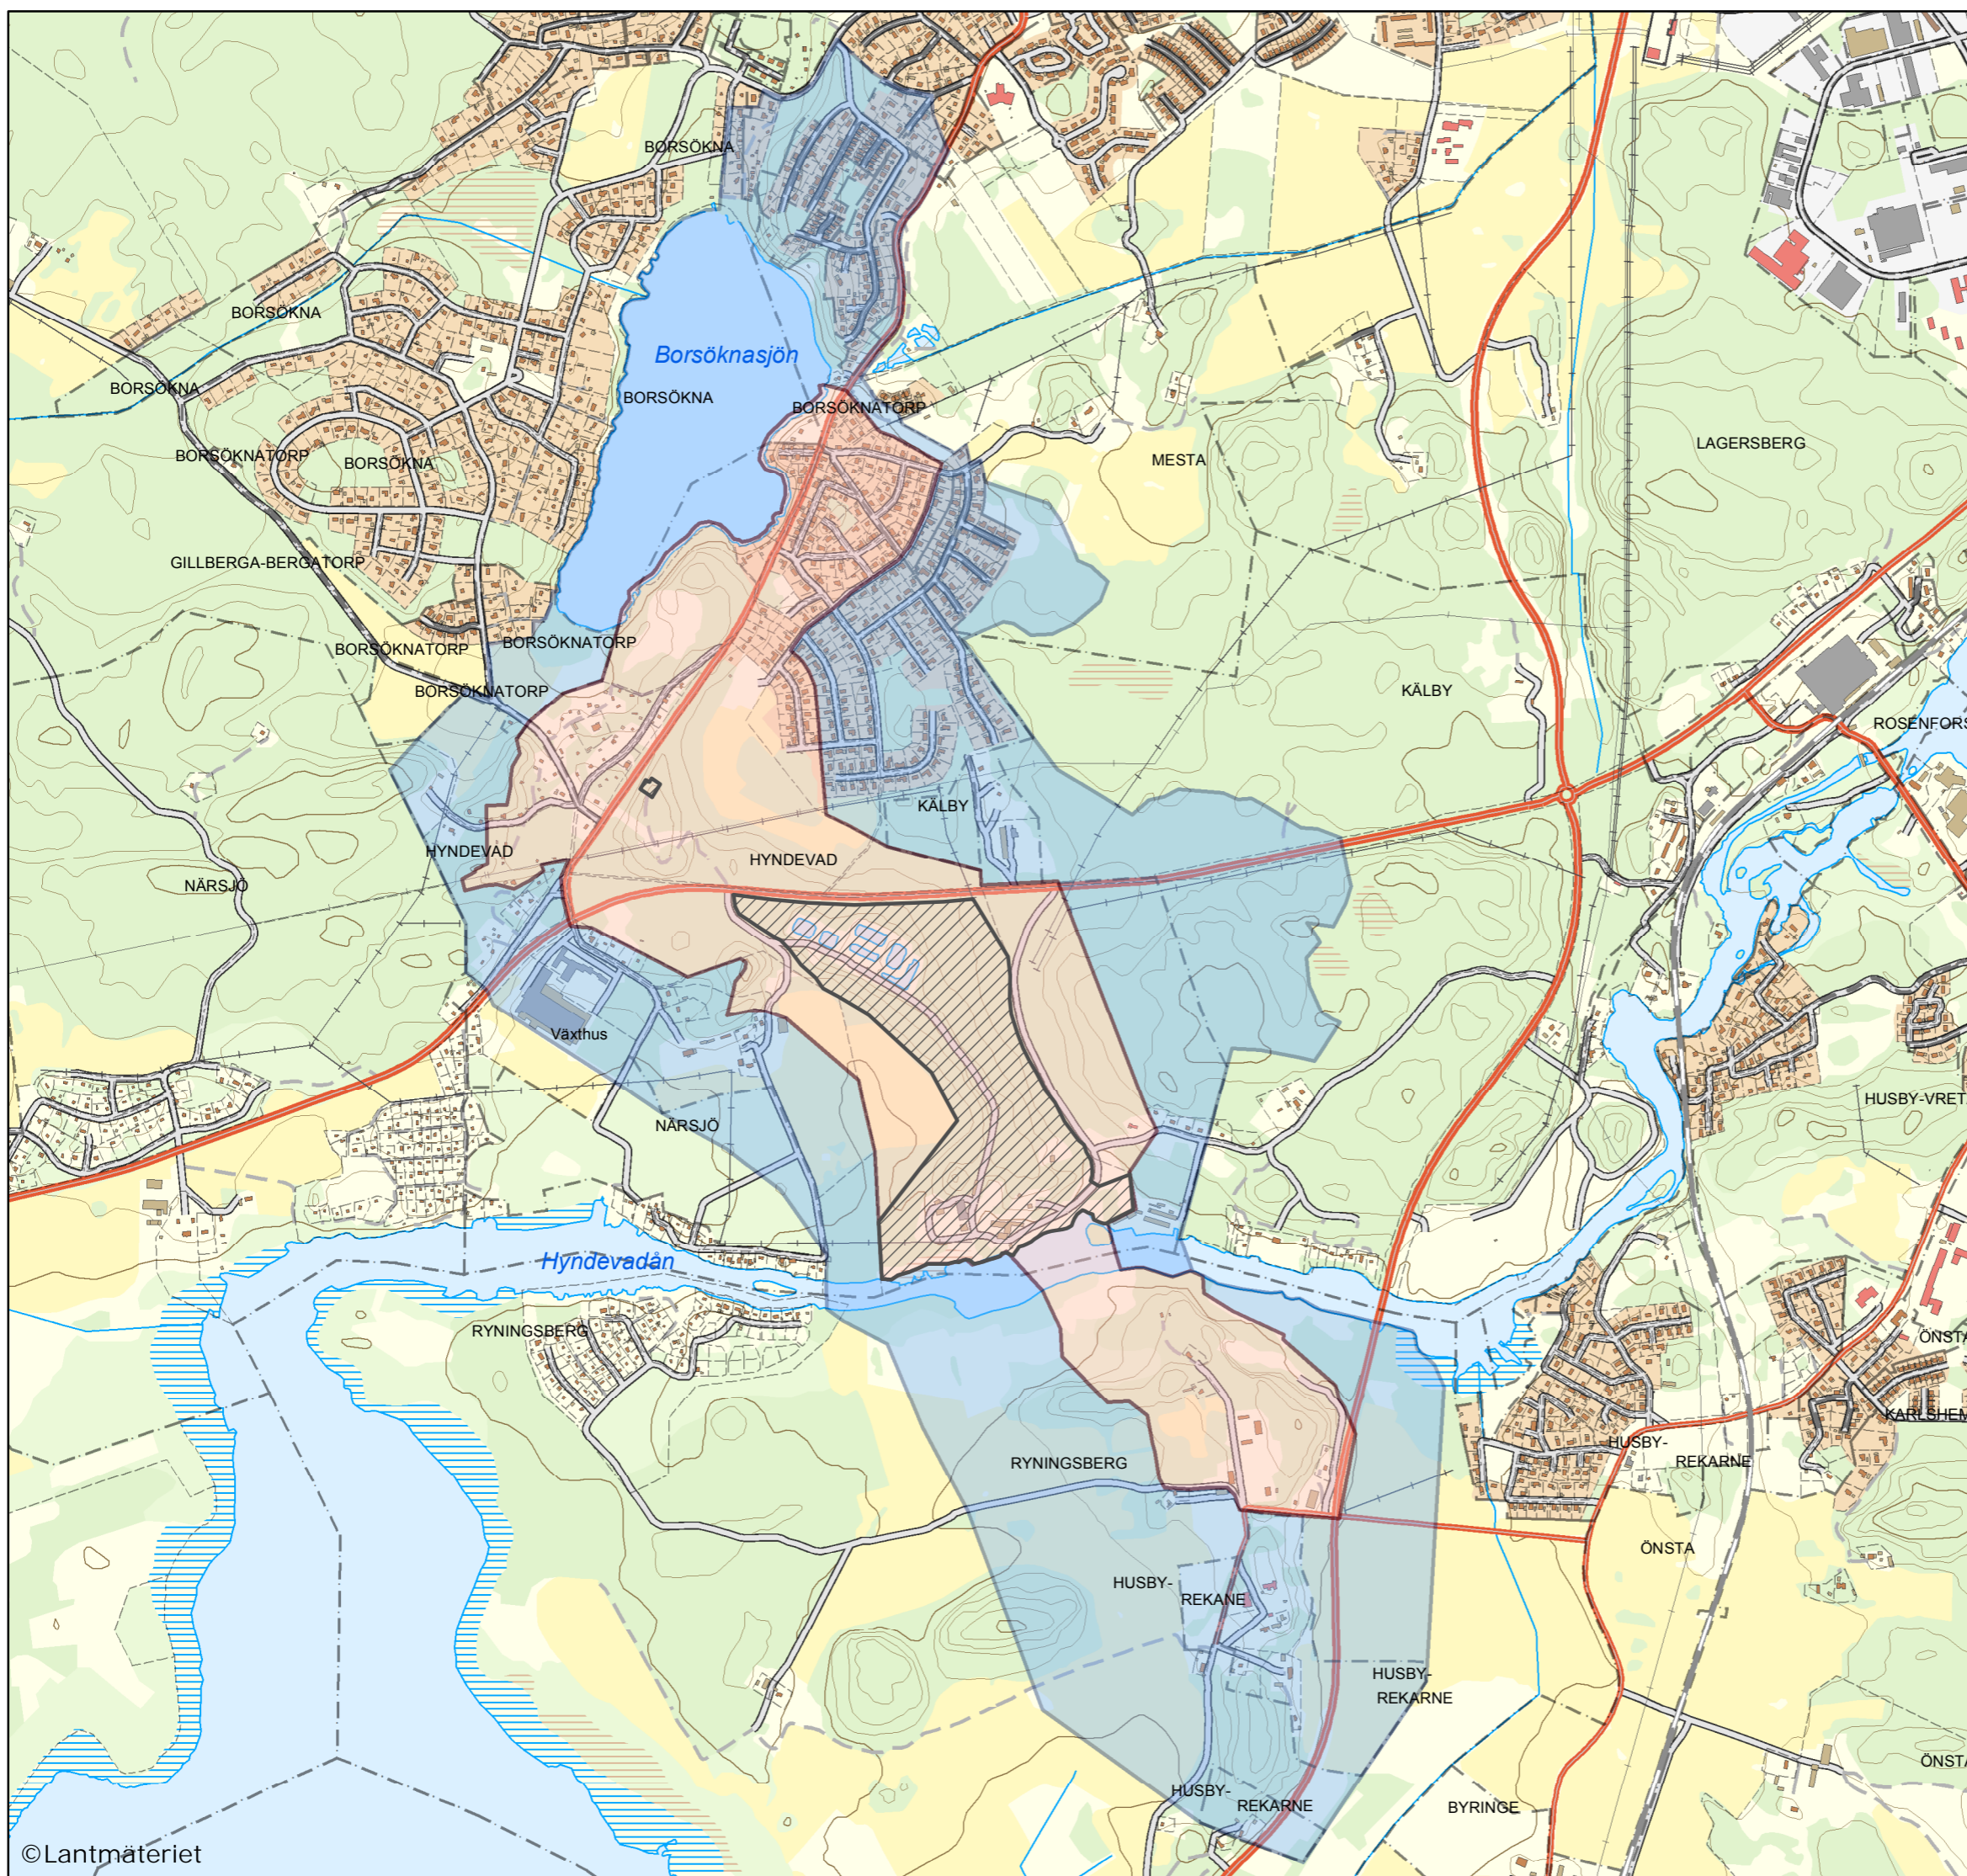 BORSÖKNA
BORSÖKNA
Borsöknasjön
BORSÖKNA
BORSÖKNA
BORSÖKNATORP
LAGERSBERG
BORSÖKNATORP
BORSÖKNA
MESTA
GILLBERGA-BERGATORP
BORSÖKNATORP
BORSÖKNATORP
BORSÖKNATORP
KÄLBY
ROSENFORS
KÄLBY
HYNDEVAD
HYNDEVAD
NÄRSJÖ
Växthus
HUSBY-VRET
NÄRSJÖ
Hyndevadån
RYNINGSBERG
ÖNSTA
KARLSHEM
HUSBY-
REKARNE
RYNINGSBERG
ÖNSTA
HUSBY-
REKANE
HUSBY-
REKARNE
ÖNSTA
HUSBY-
REKARNE
BYRINGE
©Lantmäteriet